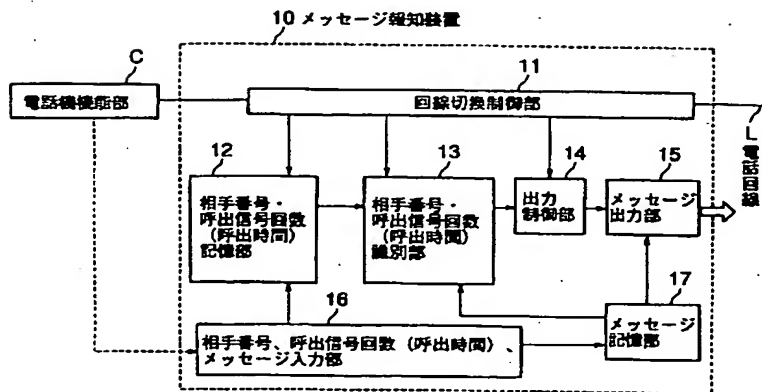 10 メッセージ報知装置
C
電話機機能部
11
回線切換制御部
L 電話回線
12
相手番号・
呼出信号回数
(呼出時間)
記憶部
13
相手番号・
呼出信号回数
(呼出時間)
識別部
14
出力
制御部
15
メッセージ
出力部
16
相手番号、呼出信号回数(呼出時間)、
メッセージ入力部
17
メッセージ
記憶部